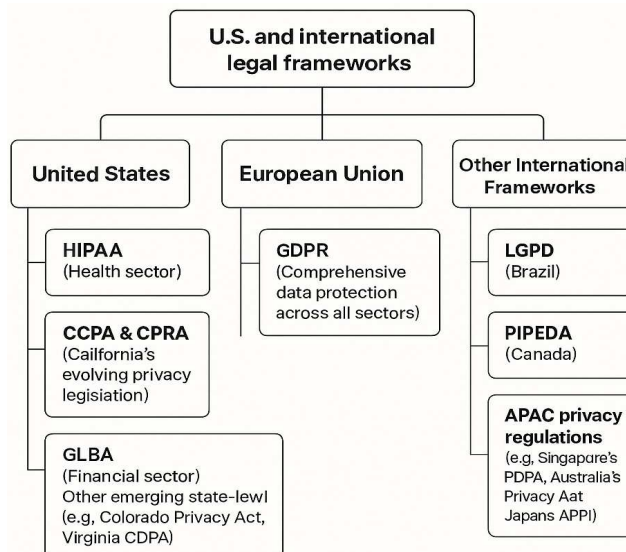 U.S. and international
legal frameworks
United States
HIPAA
(Health sector)
CCPA & CPRA
(Cailfornia's
evolving privacy
legisiation)
GLBA
(Financial sector)
Other emerging state-lewl
(e.g, Colorado Privacy Act,
Virginia CDPA)
European Union
GDPR
(Comprehensive
data protection
across all sectors)
Other International
Frameworks
LGPD
(Brazil)
PIPEDA
(Canada)
APAC privacy
regulations
(e.g, Singapure's
PDPA, Australia's
Privacy Aat
Japans APPI)